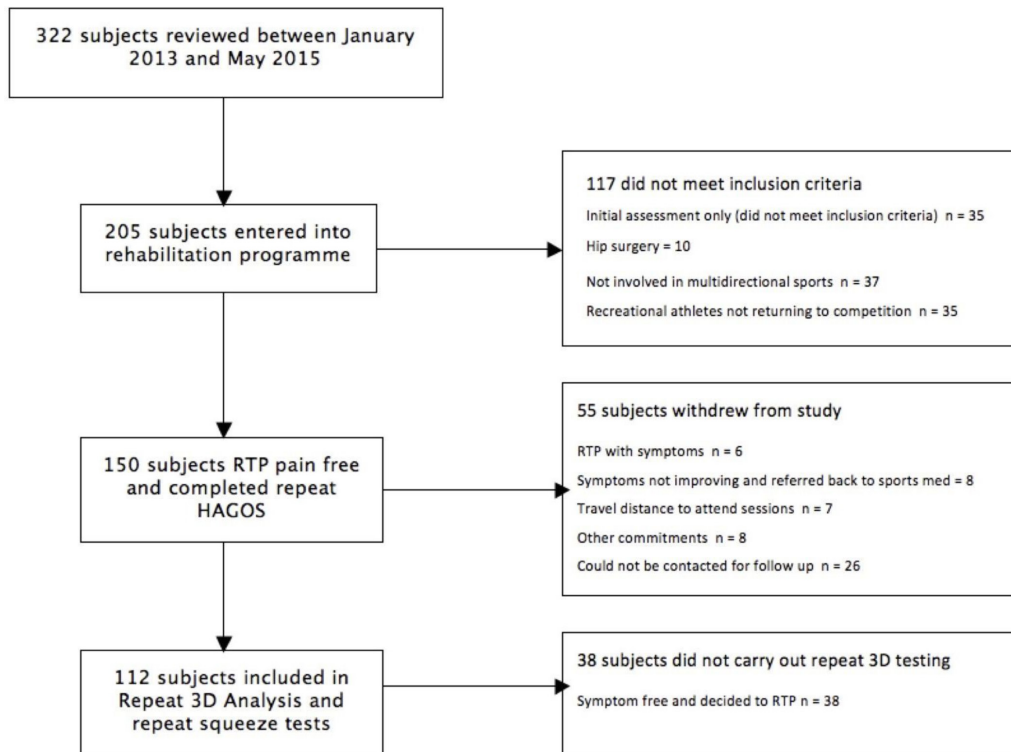 322 subjects reviewed between January
2013 and May 2015
117 did not meet inclusion criteria
Initial assessment only (did not meet inclusion criteria) n = 35
Hip surgery = 10
Not involved in multidirectional sports n = 37
Recreational athletes not returning to competition n = 35
205 subjects entered into
rehabilitation programme
55 subjects withdrew from study
RTP with symptoms n = 6
Symptoms not improving and referred back to sports med = 8
Travel distance to attend sessions n = 7
Other commitments n = 8
Could not be contacted for follow up n = 26
150 subjects RTP pain free
and completed repeat
HAGOS
38 subjects did not carry out repeat 3D testing
Symptom free and decided to RTP n = 38
112 subjects included in
Repeat 3D Analysis and
repeat squeeze tests